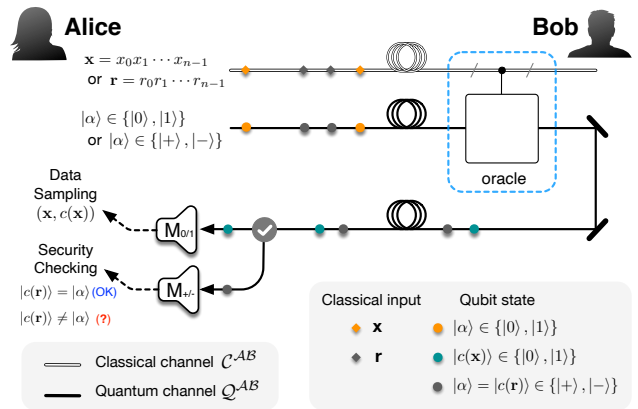 Alice
Bob
x = x₀x₁ ⋯ xₙ₋₁
or r = r₀r₁ ⋯ rₙ₋₁
|α⟩ ∈ {|0⟩, |1⟩}
or |α⟩ ∈ {|+⟩, |−⟩}
oracle
Data
Sampling
(x, c(x))
M0/1
Security
Checking
M+/-
|c(r)⟩ = |α⟩ (OK)
|c(r)⟩ ≠ |α⟩ (?)
Classical input
Qubit state
x
|α⟩ ∈ {|0⟩, |1⟩}
r
|c(x)⟩ ∈ {|0⟩, |1⟩}
|α⟩ = |c(r)⟩ ∈ {|+⟩, |−⟩}
Classical channel 𝒞^𝒜ℬ
Quantum channel 𝒬^𝒜ℬ